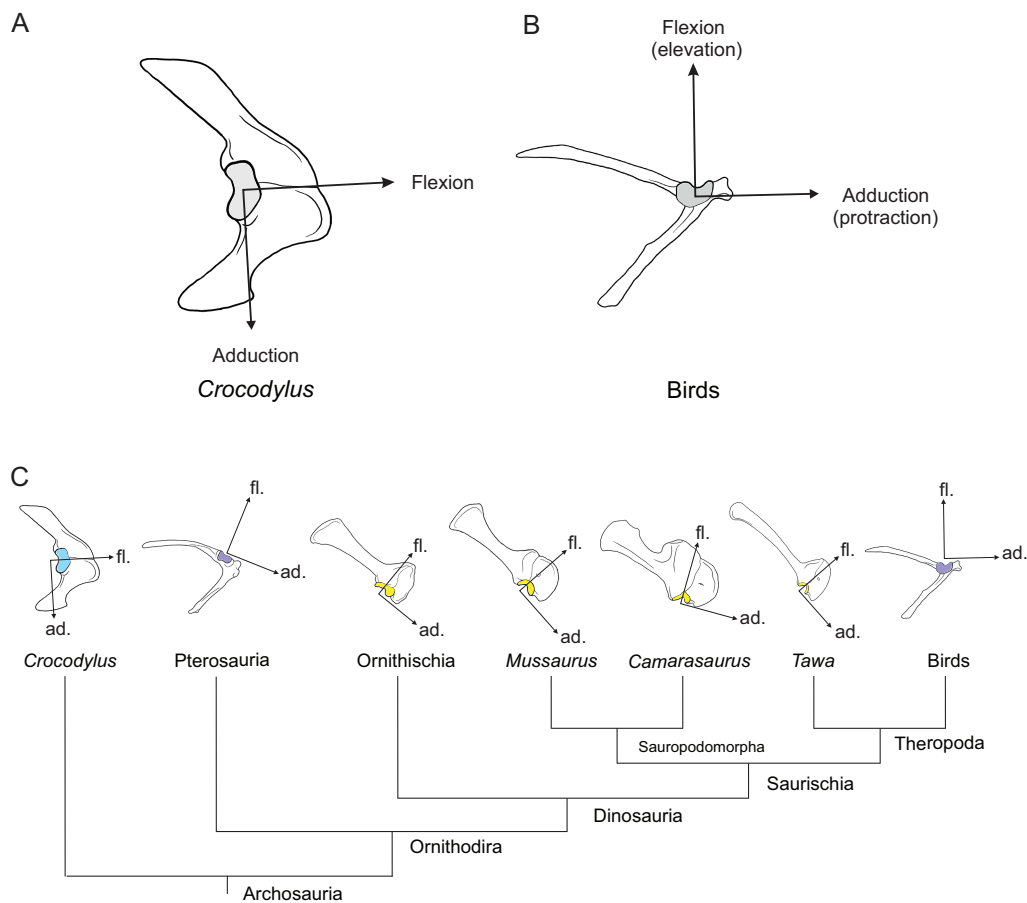 A
B
Flexion
(elevation)
Flexion
Adduction
(protraction)
Adduction
Crocodylus
Birds
C
fl.
ad.
fl.
ad.
fl.
ad.
fl.
ad.
fl.
ad.
fl.
ad.
fl.
ad.
Crocodylus
Pterosauria
Ornithischia
Mussaurus
Camarasaurus
Tawa
Birds
Sauropodomorpha
Theropoda
Saurischia
Dinosauria
Ornithodira
Archosauria